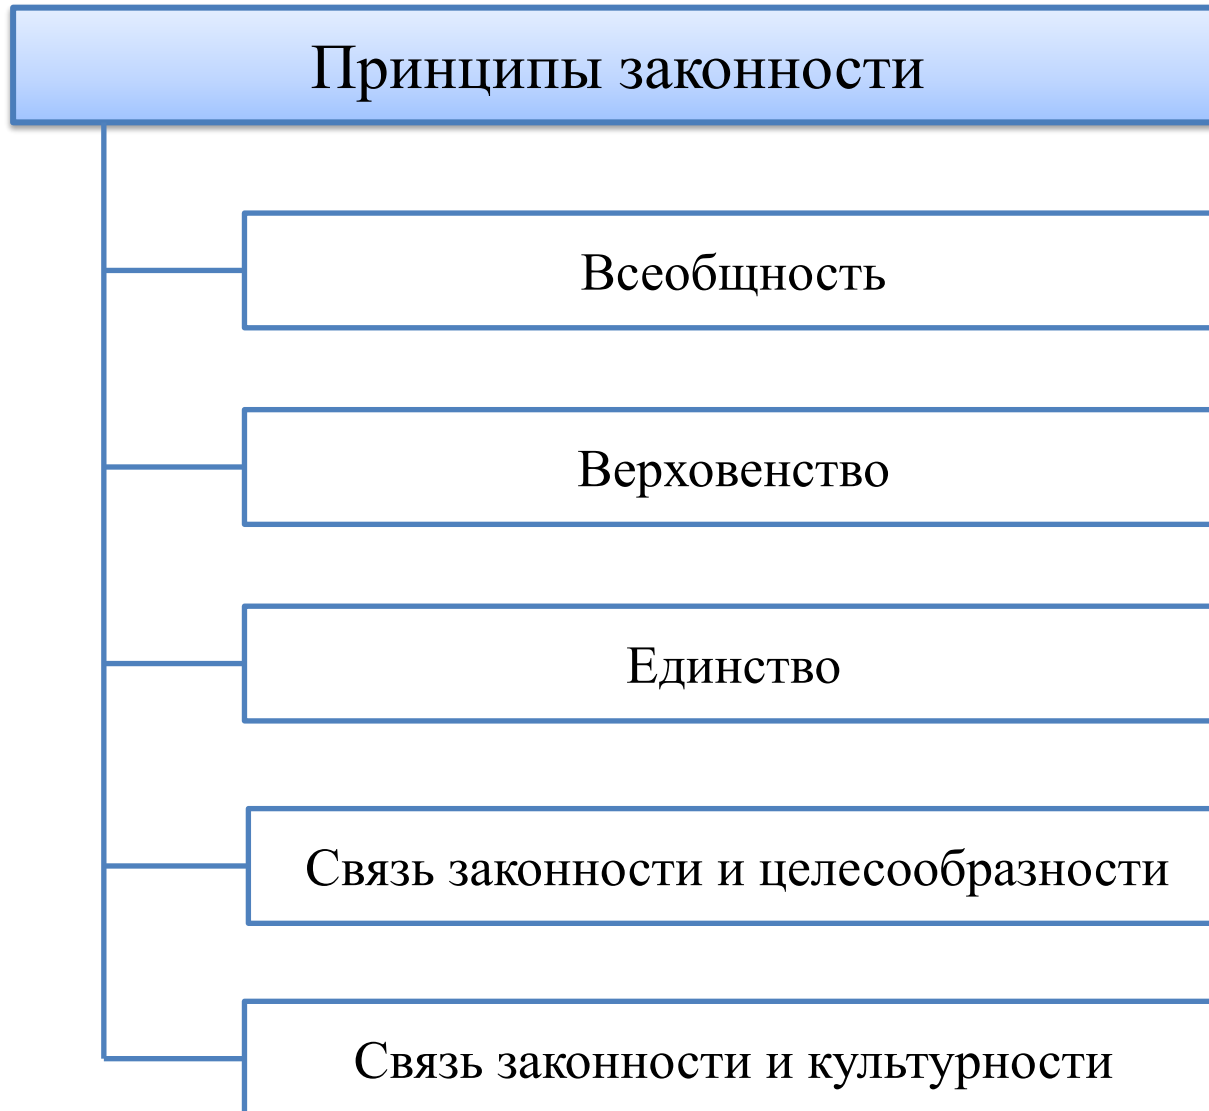 Принципы законности
Всеобщность
Верховенство
Единство
Связь законности и целесообразности
Связь законности и культурности